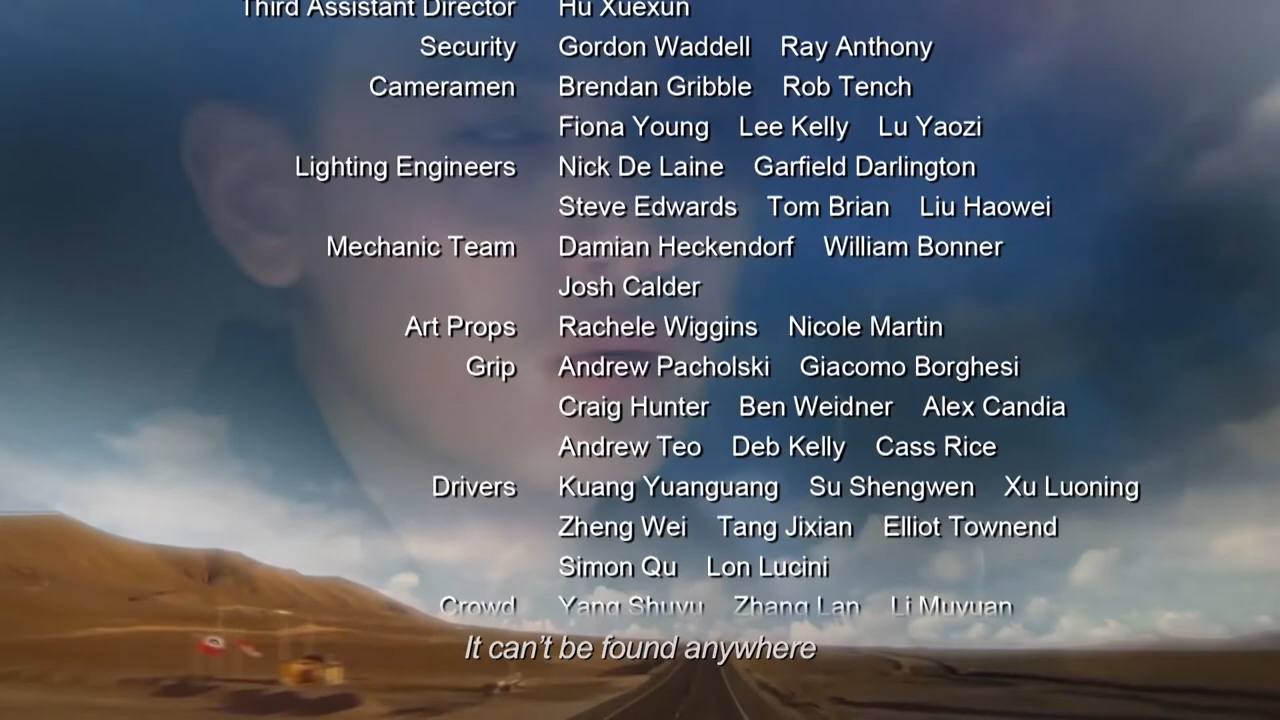 Third Assistant Director Hu Xuexun
Security Gordon Waddell Ray Anthony
Cameramen Brendan Gribble Rob Tench
Fiona Young Lee Kelly Lu Yaozi
Lighting Engineers Nick De Laine Garfield Darlington
Steve Edwards Tom Brian Liu Haowei
Mechanic Team Damian Heckendorf William Bonner
Josh Calder
Art Props Rachele Wiggins Nicole Martin
Grip Andrew Pacholski Giacomo Borghesi
Craig Hunter Ben Weidner Alex Candia
Andrew Teo Deb Kelly Cass Rice
Drivers Kuang Yuanguang Su Shengwen Xu Luoning
Zheng Wei Tang Jixian Elliot Townend
Simon Qu Lon Lucini
Crowd Yang Shuyu Zhang Lan Li Muyuan
It can't be found anywhere